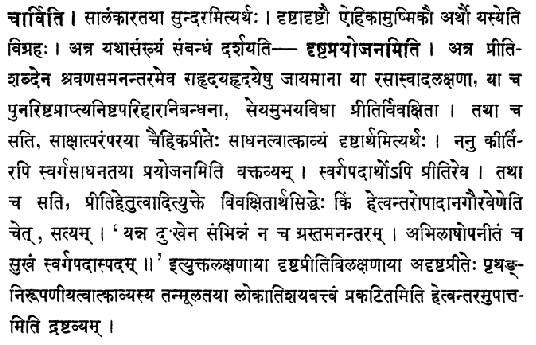 चार्विति । सालंकारतया सुन्दरमित्यर्थः । दृष्टादृष्टौ ऐहिकामुष्मिकौ अर्थौ यस्येति
विग्रहः । अत्र यथासंख्यं संबन्धं दर्शयति— दृष्टप्रयोजनमिति । अत्र प्रीति-
शब्देन श्रवणसमनन्तरमेव सहृदयहृदयेषु जायमाना या रसास्वादलक्षणा, या च
पुनरिष्टप्राप्त्यनिष्टपरिहारनिबन्धना, सेयमुभयविधा प्रीतिर्विवक्षिता । तथा च
सति, साक्षात्परंपरया चैहिकप्रीतेः साधनत्वात्काव्यं दृष्टार्थमित्यर्थः । ननु कीर्ति-
रपि स्वर्गसाधनतया प्रयोजनमिति वक्तव्यम् । स्वर्गपदार्थोऽपि प्रीतिरेव । तथा
च सति, प्रीतिहेतुत्वादित्युक्ते विवक्षितार्थसिद्धेः किं हेत्वन्तरोपादानगौरवेणेति
चेत्, सत्यम् । ' यन्न दुःखेन संभिन्नं न च ग्रस्तमनन्तरम् । अभिलाषोपनीतं च
सुखं स्वर्गपदास्पदम् ॥' इत्युक्तलक्षणाया दृष्टप्रीतिविलक्षणाया अदृष्टप्रीतेः पृथङ्-
निरूपणीयत्वात्काव्यस्य तन्मूलतया लोकातिशयवत्त्वं प्रकटितमिति हेत्वन्तरमुपात्त-
मिति द्रष्टव्यम् ।